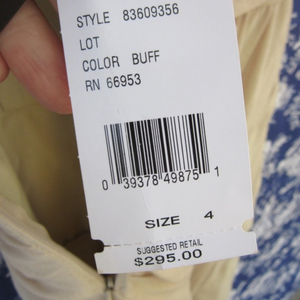 STYLE 83609356
LOT
COLOR BUFF
RN 66953
0 39378 49875 1
SIZE 4
SUGGESTED RETAIL
$295.00